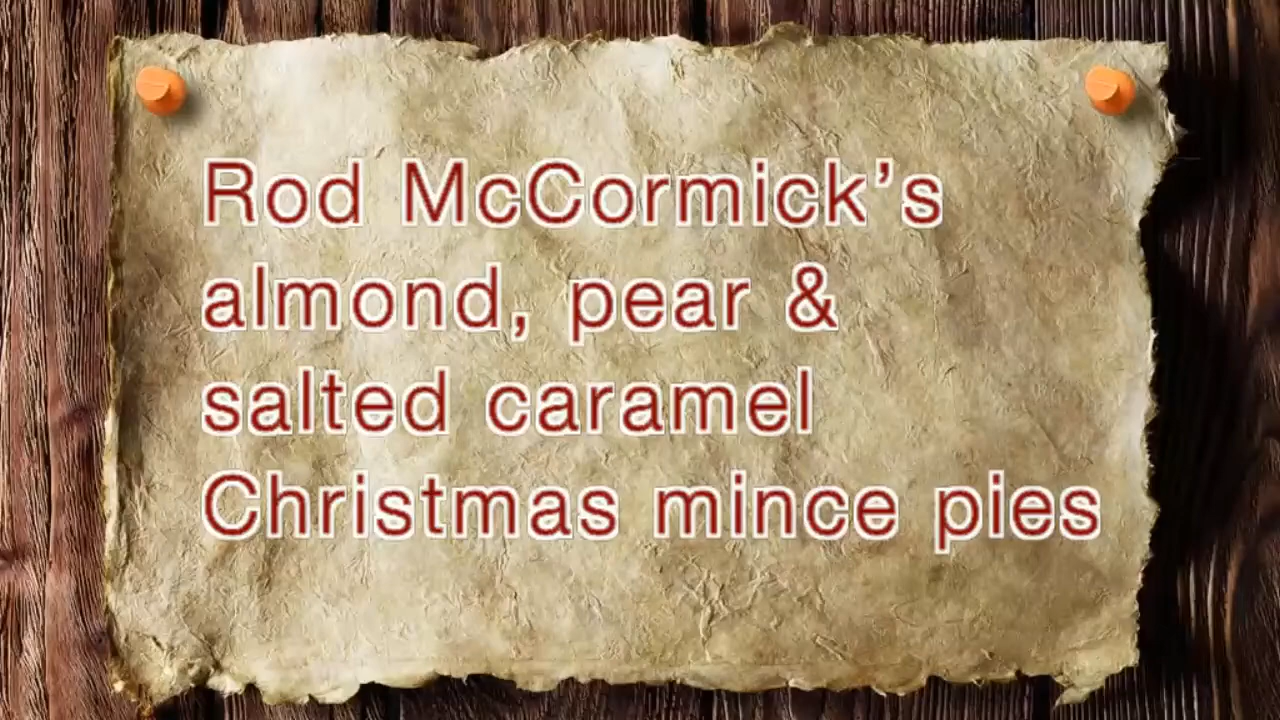 Rod McCormick’s
almond, pear &
salted caramel
Christmas mince pies